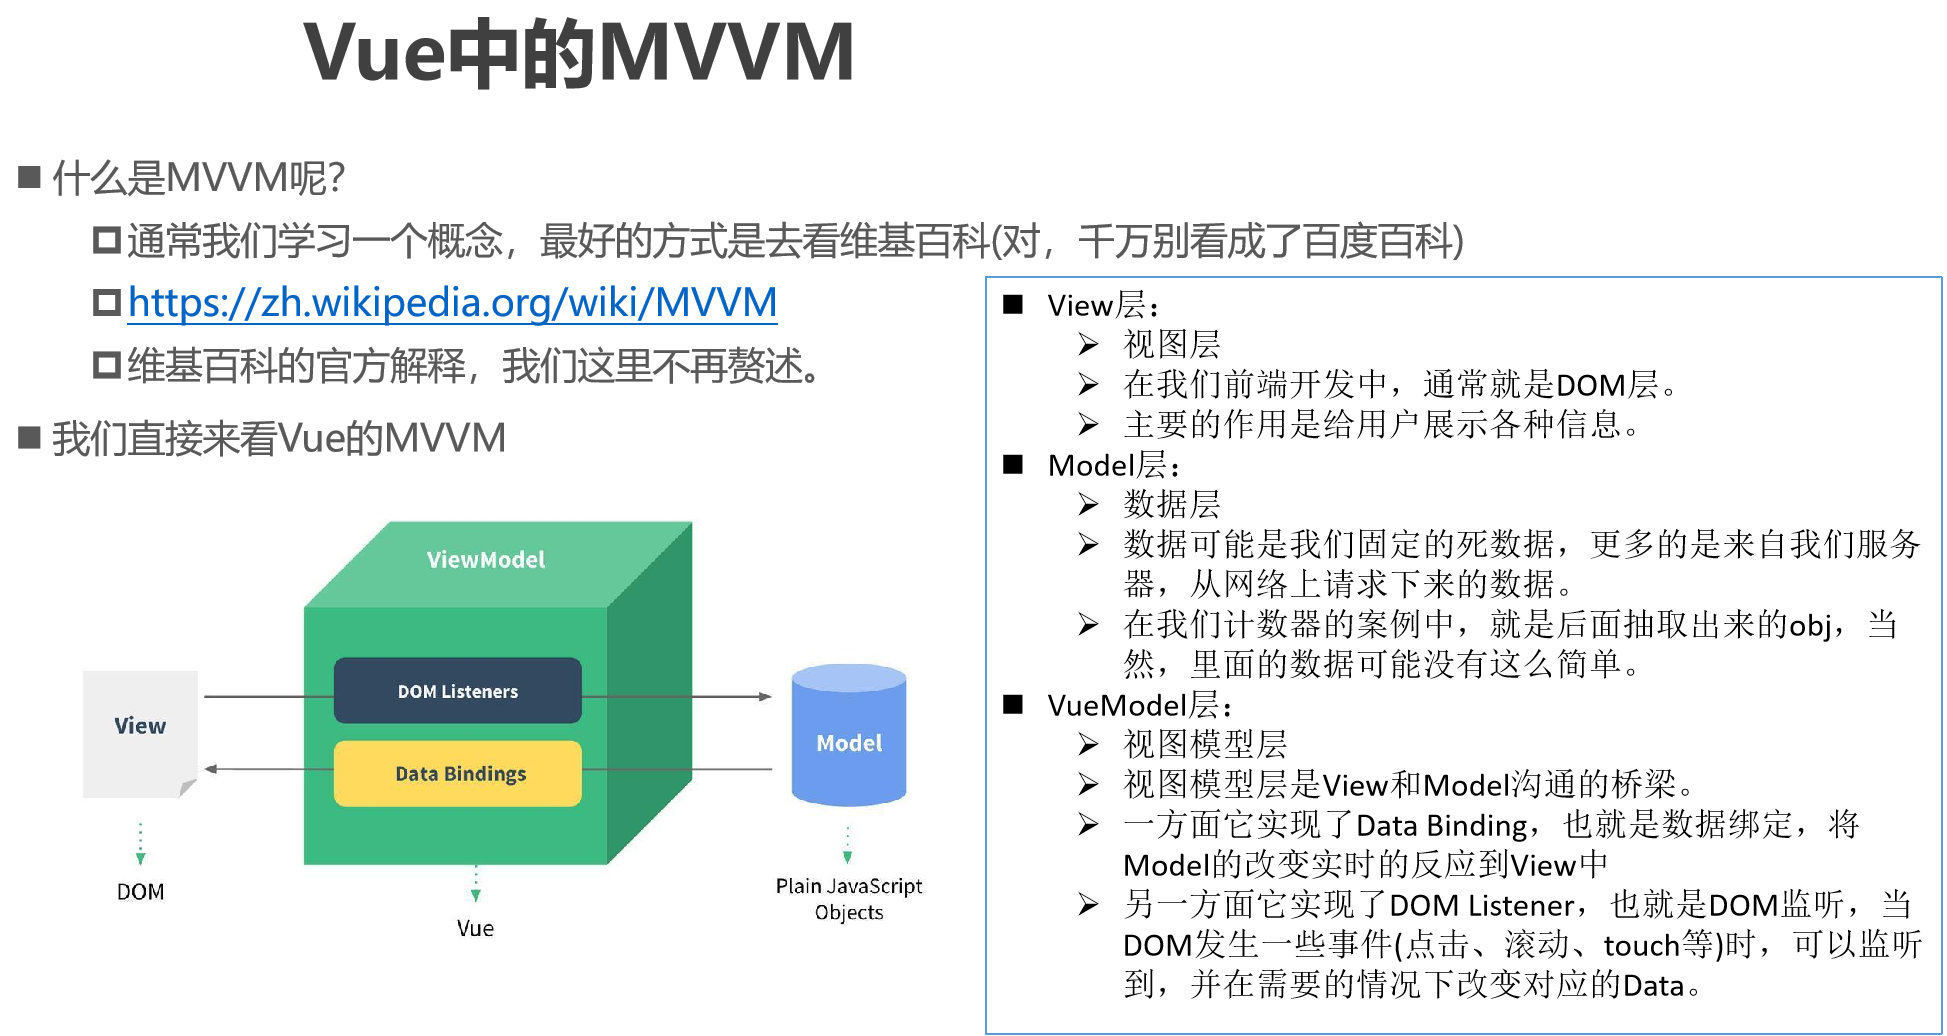 Vue中的MVVM
什么是MVVM呢？
通常我们学习一个概念，最好的方式是去看维基百科(对，千万别看成了百度百科)
https://zh.wikipedia.org/wiki/MVVM
维基百科的官方解释，我们这里不再赘述。
我们直接来看Vue的MVVM
ViewModel
DOM Listeners
View
Model
Data Bindings
DOM
Vue
Plain JavaScript
Objects
View层：
视图层
在我们前端开发中，通常就是DOM层。
主要的作用是给用户展示各种信息。
Model层：
数据层
数据可能是我们固定的死数据，更多的是来自我们服务
器，从网络上请求下来的数据。
在我们计数器的案例中，就是后面抽取出来的obj，当
然，里面的数据可能没有这么简单。
VueModel层：
视图模型层
视图模型层是View和Model沟通的桥梁。
一方面它实现了Data Binding，也就是数据绑定，将
Model的改变实时的反应到View中
另一方面它实现了DOM Listener，也就是DOM监听，当
DOM发生一些事件(点击、滚动、touch等)时，可以监听
到，并在需要的情况下改变对应的Data。